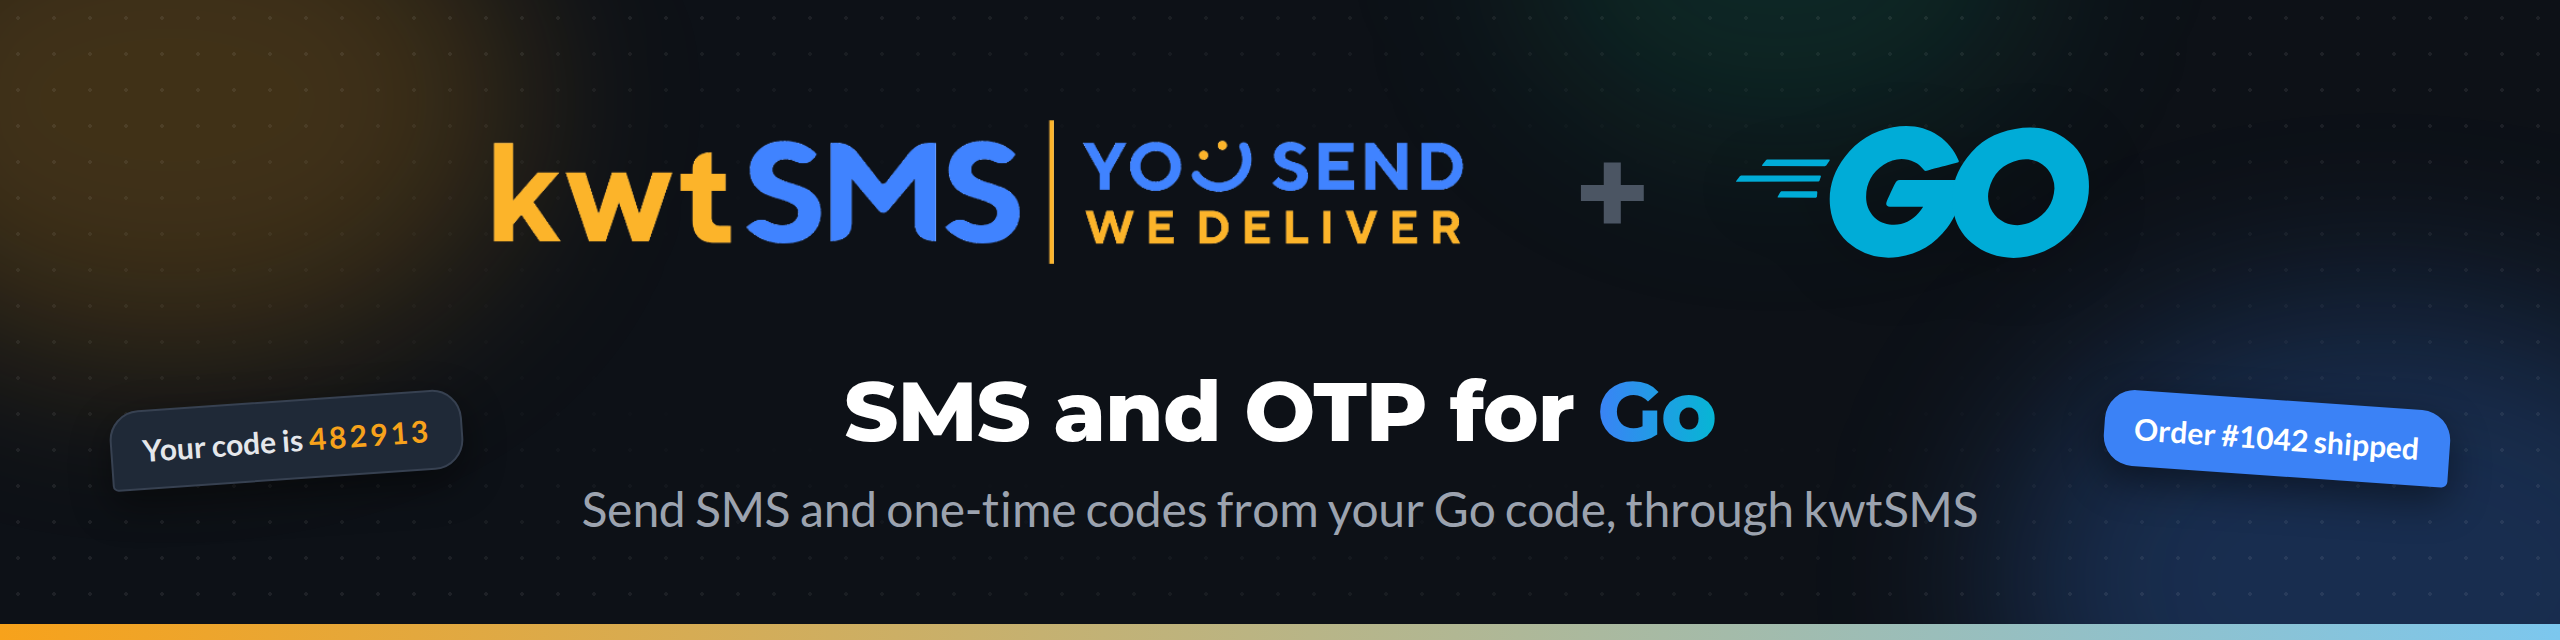 kwtSMS
YOU SEND
WE DELIVER
+
GO
SMS and OTP for Go
Send SMS and one-time codes from your Go code, through kwtSMS
Your code is 482913
Order #1042 shipped